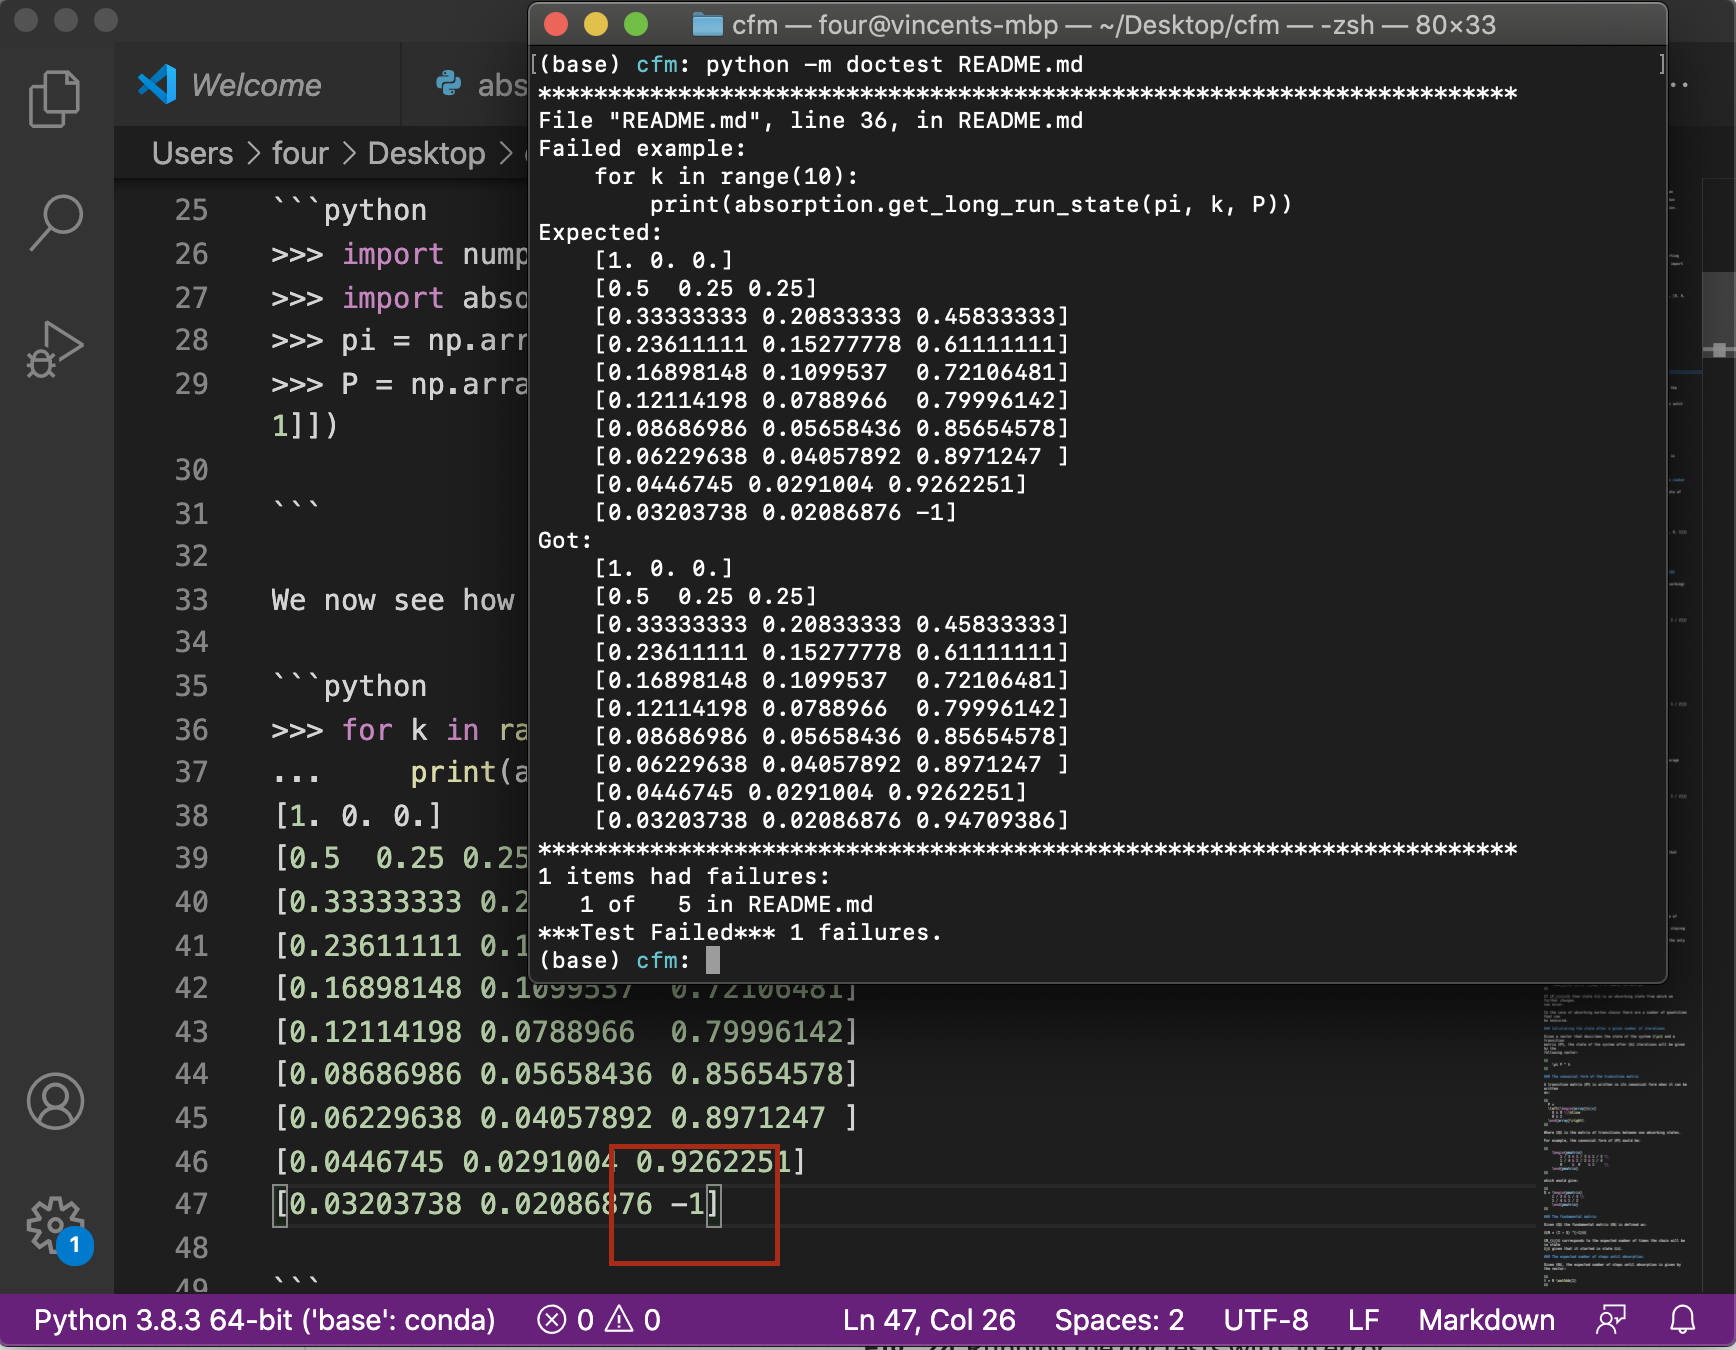 cfm — four@vincents-mbp — ~/Desktop/cfm — -zsh — 80×33
Welcome
abs
Users > four > Desktop >
[(base) cfm: python -m doctest README.md ]
**********************************************************************
File "README.md", line 36, in README.md
Failed example:
    for k in range(10):
        print(absorption.get_long_run_state(pi, k, P))
Expected:
    [1. 0. 0.]
    [0.5  0.25 0.25]
    [0.33333333 0.20833333 0.45833333]
    [0.23611111 0.15277778 0.61111111]
    [0.16898148 0.1099537  0.72106481]
    [0.12114198 0.0788966  0.79996142]
    [0.08686986 0.05658436 0.85654578]
    [0.06229638 0.04057892 0.8971247 ]
    [0.0446745 0.0291004 0.9262251]
    [0.03203738 0.02086876 -1]
Got:
    [1. 0. 0.]
    [0.5  0.25 0.25]
    [0.33333333 0.20833333 0.45833333]
    [0.23611111 0.15277778 0.61111111]
    [0.16898148 0.1099537  0.72106481]
    [0.12114198 0.0788966  0.79996142]
    [0.08686986 0.05658436 0.85654578]
    [0.06229638 0.04057892 0.8971247 ]
    [0.0446745 0.0291004 0.9262251]
    [0.03203738 0.02086876 0.94709386]
**********************************************************************
1 items had failures:
   1 of   5 in README.md
***Test Failed*** 1 failures.
(base) cfm:
25 ```python
26 >>> import nump
27 >>> import abso
28 >>> pi = np.arr
29 >>> P = np.arra
1]])
30
31 ```
32
33 We now see how
34
35 ```python
36 >>> for k in ra
37 ...     print(a
38 [1. 0. 0.]
39 [0.5  0.25 0.25
40 [0.33333333 0.2
41 [0.23611111 0.1
42 [0.16898148 0.1099537  0.72106481]
43 [0.12114198 0.0788966  0.79996142]
44 [0.08686986 0.05658436 0.85654578]
45 [0.06229638 0.04057892 0.8971247 ]
46 [0.0446745 0.0291004 0.9262251]
47 [0.03203738 0.02086876 -1]
48
49 ```
1
Python 3.8.3 64-bit ('base': conda) 0 0 Ln 47, Col 26 Spaces: 2 UTF-8 LF Markdown